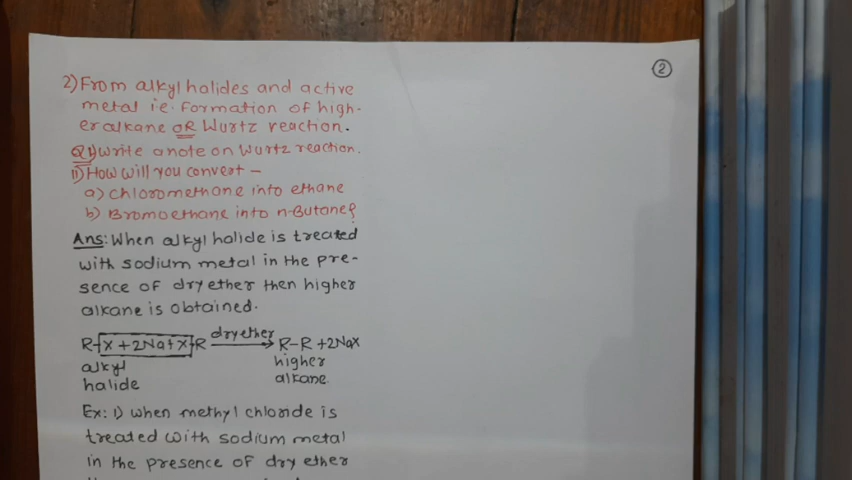 ②
2) From alkyl halides and active
metal i.e. formation of high-
er alkane OR Wurtz reaction.
Q1) Write a note on Wurtz reaction.
ii) How will you convert –
a) chloromethane into ethane
b) Bromoethane into n-Butane?
Ans: When alkyl halide is treated
with sodium metal in the pre-
sence of dry ether then higher
alkane is obtained.
R-[X + 2Na + X]-R dry ether → R-R + 2NaX
alkyl higher
halide alkane
Ex: 1) when methyl chloride is
treated with sodium metal
in the presence of dry ether